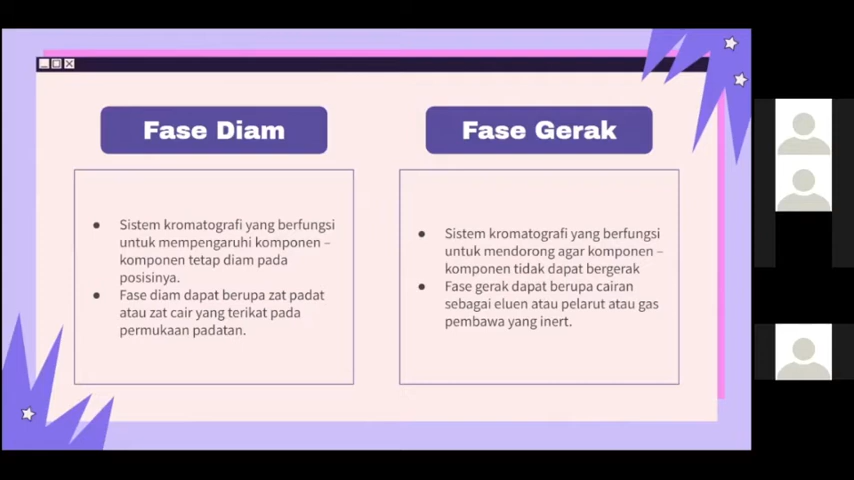 Fase Diam
● Sistem kromatografi yang berfungsi
untuk mempengaruhi komponen –
komponen tetap diam pada
posisinya.
● Fase diam dapat berupa zat padat
atau zat cair yang terikat pada
permukaan padatan.
Fase Gerak
● Sistem kromatografi yang berfungsi
untuk mendorong agar komponen –
komponen tidak dapat bergerak
● Fase gerak dapat berupa cairan
sebagai eluen atau pelarut atau gas
pembawa yang inert.